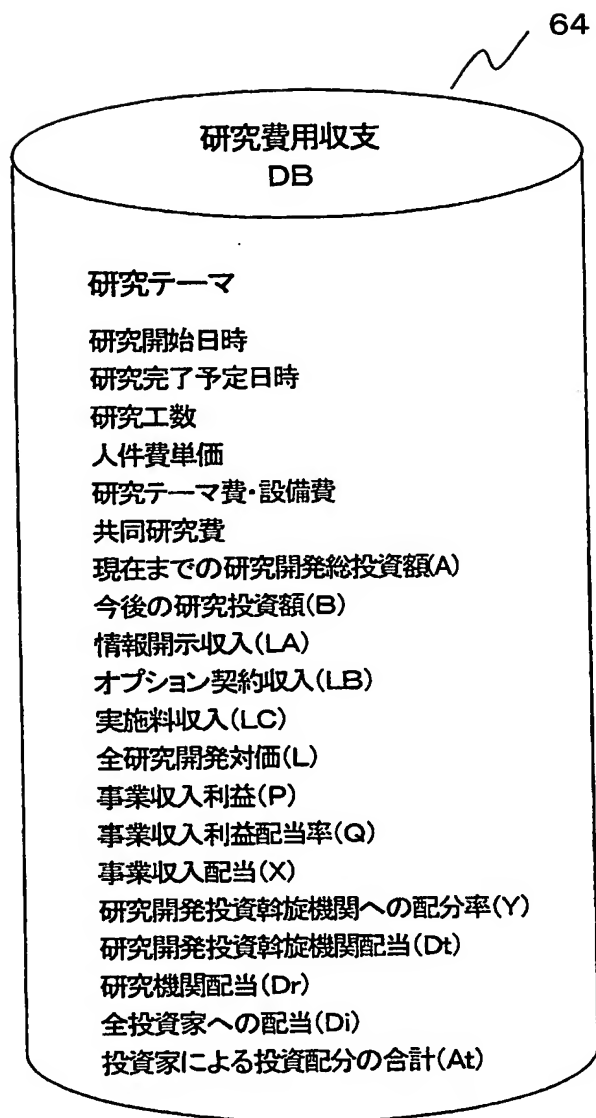 64
研究費用収支
DB
研究テーマ
研究開始日時
研究完了予定日時
研究工数
人件費単価
研究テーマ費・設備費
共同研究費
現在までの研究開発総投資額(A)
今後の研究投資額(B)
情報開示収入(LA)
オプション契約収入(LB)
実施料収入(LC)
全研究開発対価(L)
事業収入利益(P)
事業収入利益配当率(Q)
事業収入配当(X)
研究開発投資斡旋機関への配分率(Y)
研究開発投資斡旋機関配当(Dt)
研究機関配当(Dr)
全投資家への配当(Di)
投資家による投資配分の合計(At)